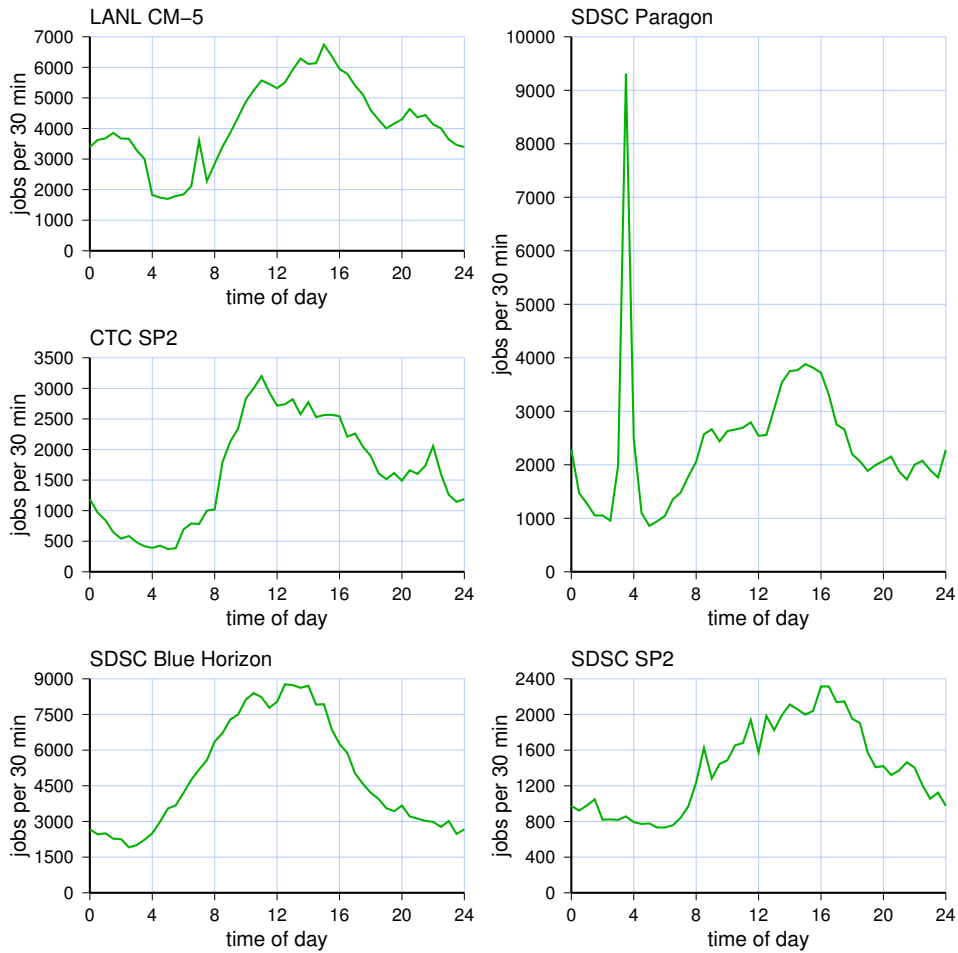 LANL CM−5
jobs per 30 min
7000
6000
5000
4000
3000
2000
1000
0
0 4 8 12 16 20 24
time of day
CTC SP2
jobs per 30 min
3500
3000
2500
2000
1500
1000
500
0
0 4 8 12 16 20 24
time of day
SDSC Blue Horizon
jobs per 30 min
9000
7500
6000
4500
3000
1500
0
0 4 8 12 16 20 24
time of day
SDSC Paragon
jobs per 30 min
10000
9000
8000
7000
6000
5000
4000
3000
2000
1000
0
0 4 8 12 16 20 24
time of day
SDSC SP2
jobs per 30 min
2400
2000
1600
1200
800
400
0
0 4 8 12 16 20 24
time of day